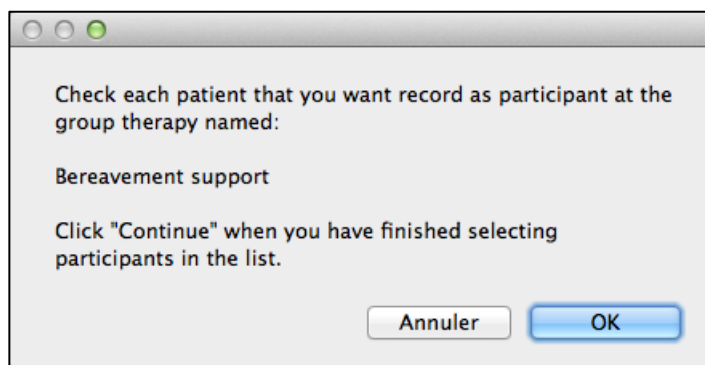 Check each patient that you want record as participant at the
group therapy named:
Bereavement support
Click "Continue" when you have finished selecting
participants in the list.
Annuler
OK